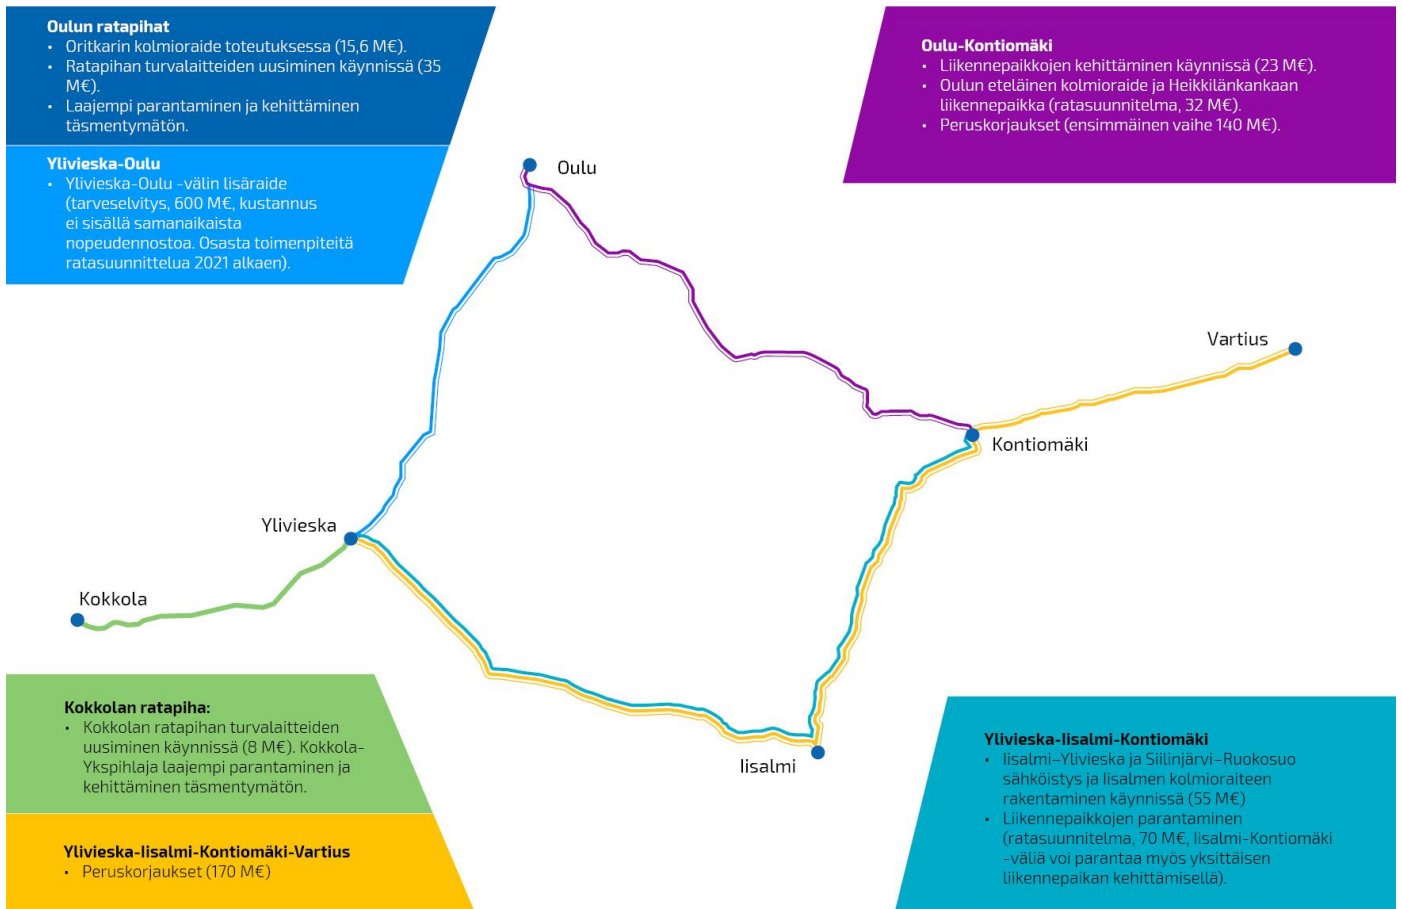 Oulun ratapihat
• Oritkarin kolmioraide toteutuksessa (15,6 M€).
• Ratapihan turvalaitteiden uusiminen käynnissä (35
M€).
• Laajempi parantaminen ja kehittäminen
täsmentymätön.
Ylivieska-Oulu
• Ylivieska-Oulu -välin lisäraide
(tarveselvitys, 600 M€, kustannus
ei sisällä samanaikaista
nopeudennostoa. Osasta toimenpiteitä
ratasuunnittelua 2021 alkaen).
Oulu-Kontiomäki
• Liikennepaikkojen kehittäminen käynnissä (23 M€).
• Oulun eteläinen kolmioraide ja Heikkilänkankaan
liikennepaikka (ratasuunnitelma, 32 M€).
• Peruskorjaukset (ensimmäinen vaihe 140 M€).
Oulu
Vartius
Kontiomäki
Ylivieska
Kokkola
Iisalmi
Kokkolan ratapiha:
• Kokkolan ratapihan turvalaitteiden
uusiminen käynnissä (8 M€). Kokkola-
Ykspihlaja laajempi parantaminen ja
kehittäminen täsmentymätön.
Ylivieska-Iisalmi-Kontiomäki-Vartius
• Peruskorjaukset (170 M€)
Ylivieska-Iisalmi-Kontiomäki
• Iisalmi–Ylivieska ja Siilinjärvi–Ruokosuo
sähköistys ja Iisalmen kolmioraiteen
rakentaminen käynnissä (55 M€)
• Liikennepaikkojen parantaminen
(ratasuunnitelma, 70 M€, Iisalmi-Kontiomäki
-väliä voi parantaa myös yksittäisen
liikennepaikan kehittämisellä).